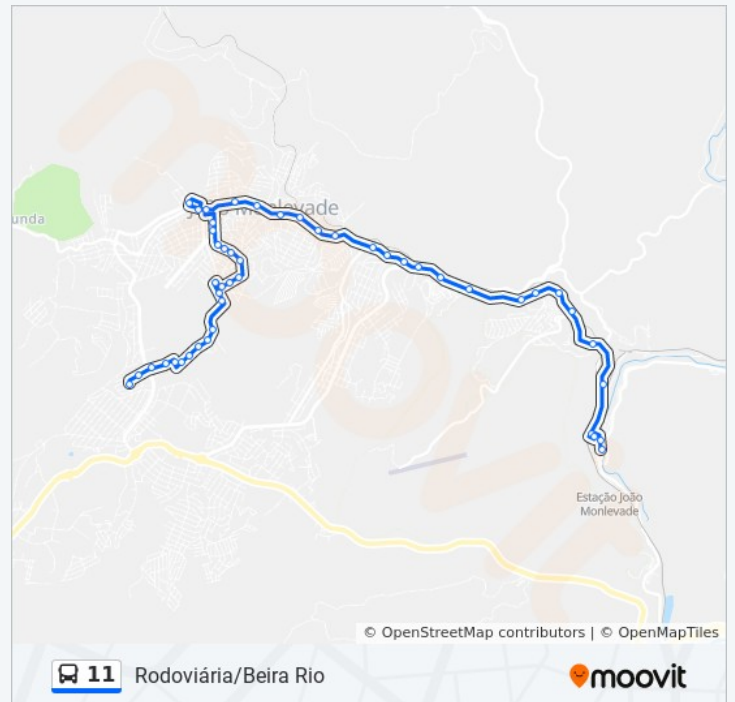 unda
João Monlevade
Estação João
Monlevade
© OpenStreetMap contributors | © OpenMapTiles
11 Rodoviária/Beira Rio
moovit